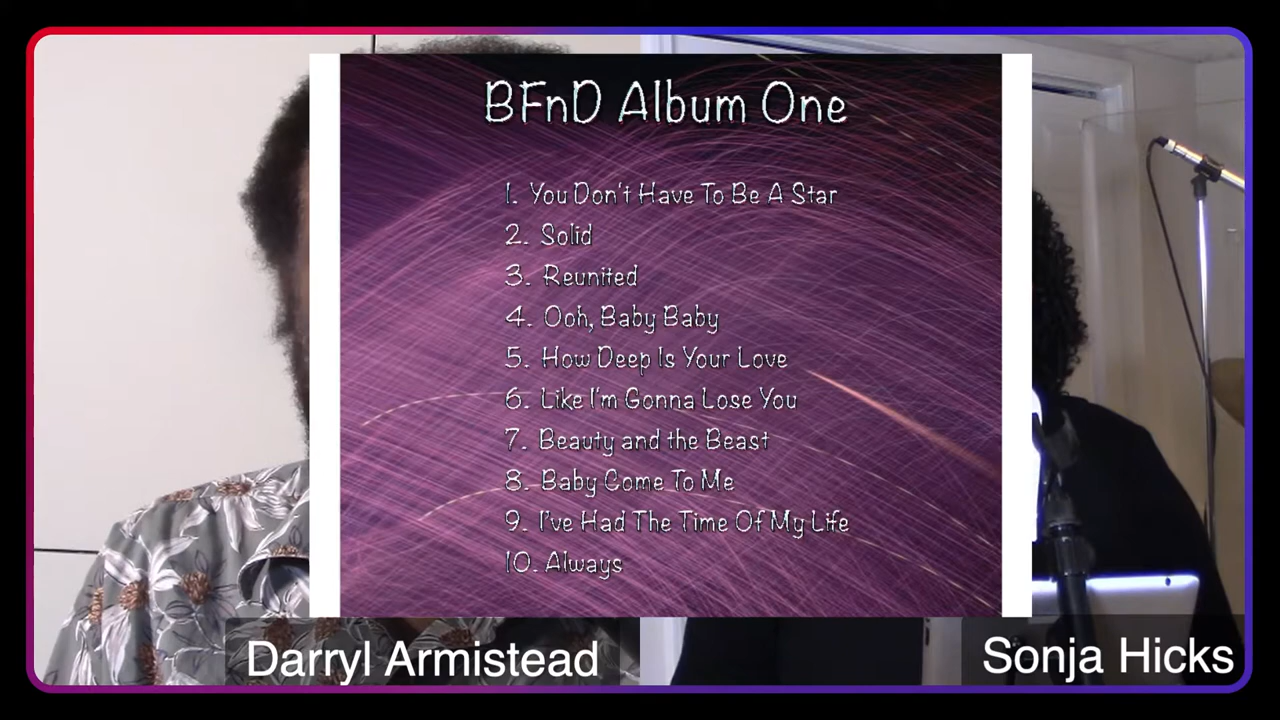 BFnD Album One
1. You Don't Have To Be A Star
2. Solid
3. Reunited
4. Ooh, Baby Baby
5. How Deep Is Your Love
6. Like I'm Gonna Lose You
7. Beauty and the Beast
8. Baby Come To Me
9. I've Had The Time Of My Life
10. Always
Darryl Armistead
Sonja Hicks